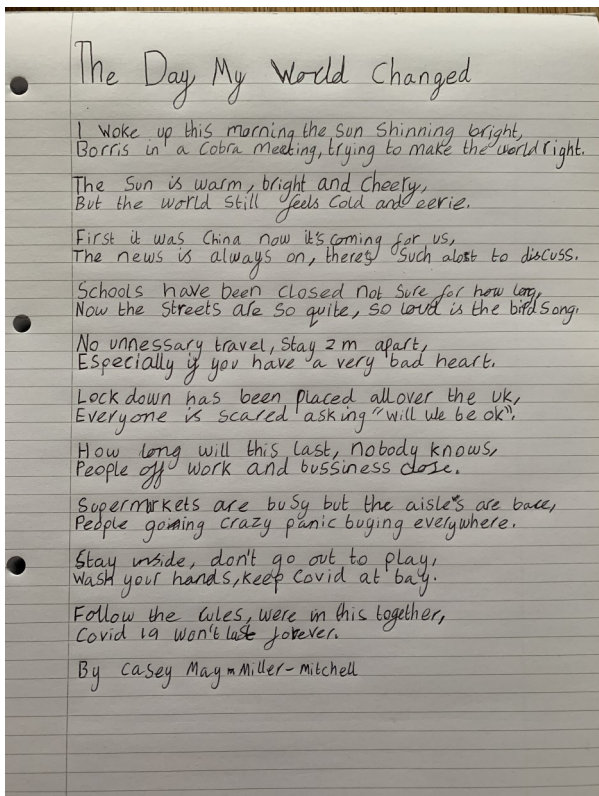 The Day My World Changed
I woke up this morning the sun shinning bright,
Borris in a Cobra meeting, trying to make the world right.
The Sun is warm, bright and cheery,
But the world still feels cold and eerie.
First it was China now it's coming for us,
The news is always on, there's such alost to discuss.
Schools have been closed not sure for how long,
Now the streets are so quite, so loud is the bird song.
No unnessary travel, stay 2 m apart,
Especially if you have a very bad heart.
Lockdown has been placed allover the uk,
Everyone is scared asking "will we be ok".
How long will this last, nobody knows,
People off work and bussiness close.
Supermarkets are busy but the aisle's are bare,
People going crazy panic buying everywhere.
Stay inside, don't go out to play,
Wash your hands, keep Covid at bay.
Follow the rules, were in this together,
Covid 19 won't last forever.
By Casey May Miller-Mitchell